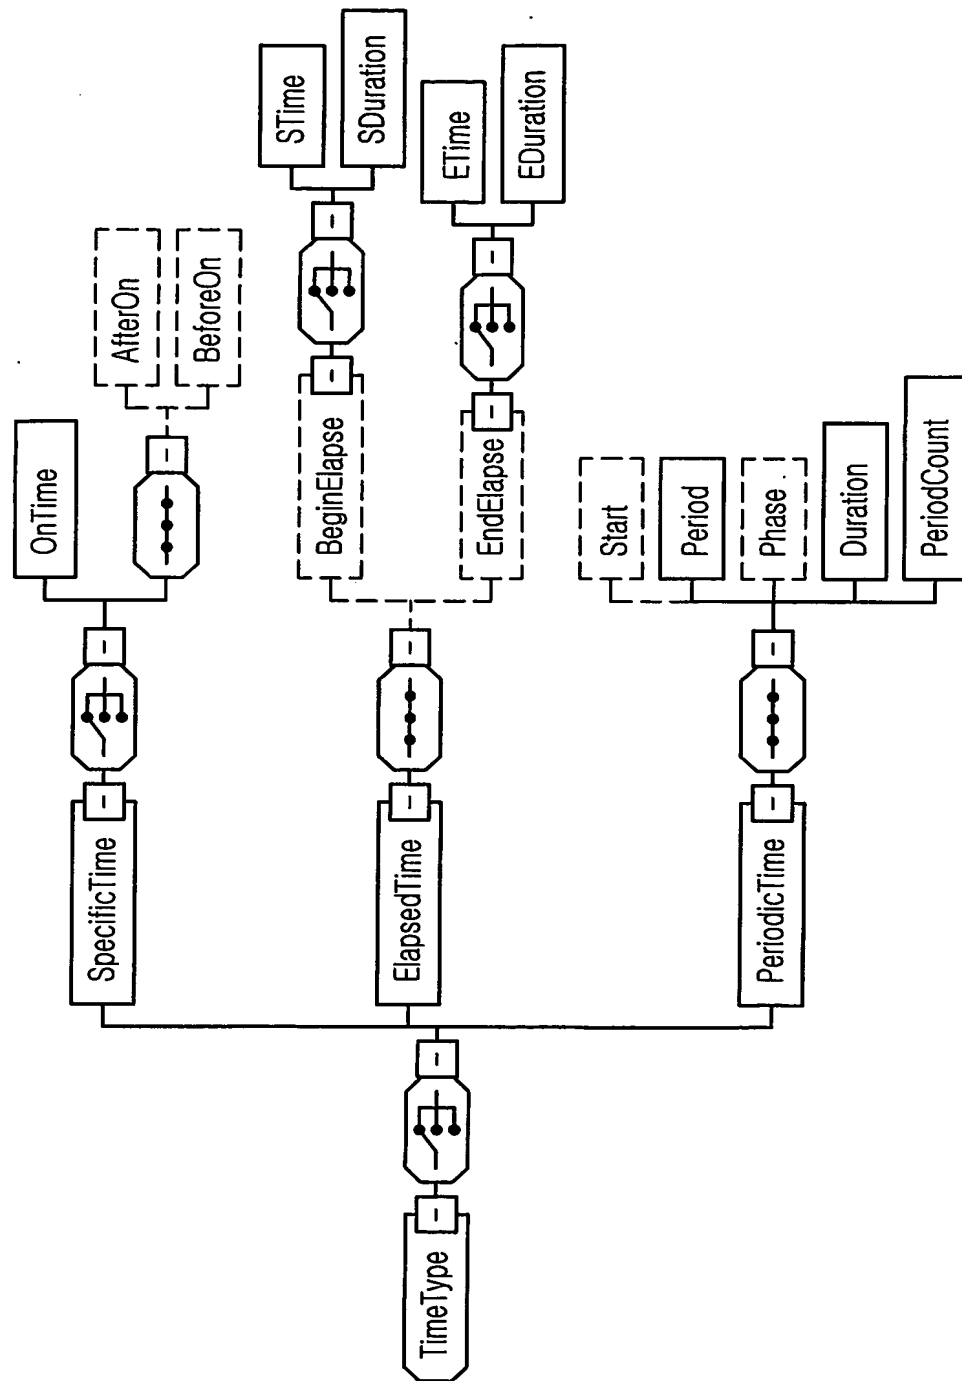 TimeType
SpecificTime
OnTime
AfterOn
BeforeOn
ElapsedTime
BeginElapse
STime
SDuration
EndElapse
ETime
EDuration
PeriodicTime
Start
Period
Phase
Duration
PeriodCount